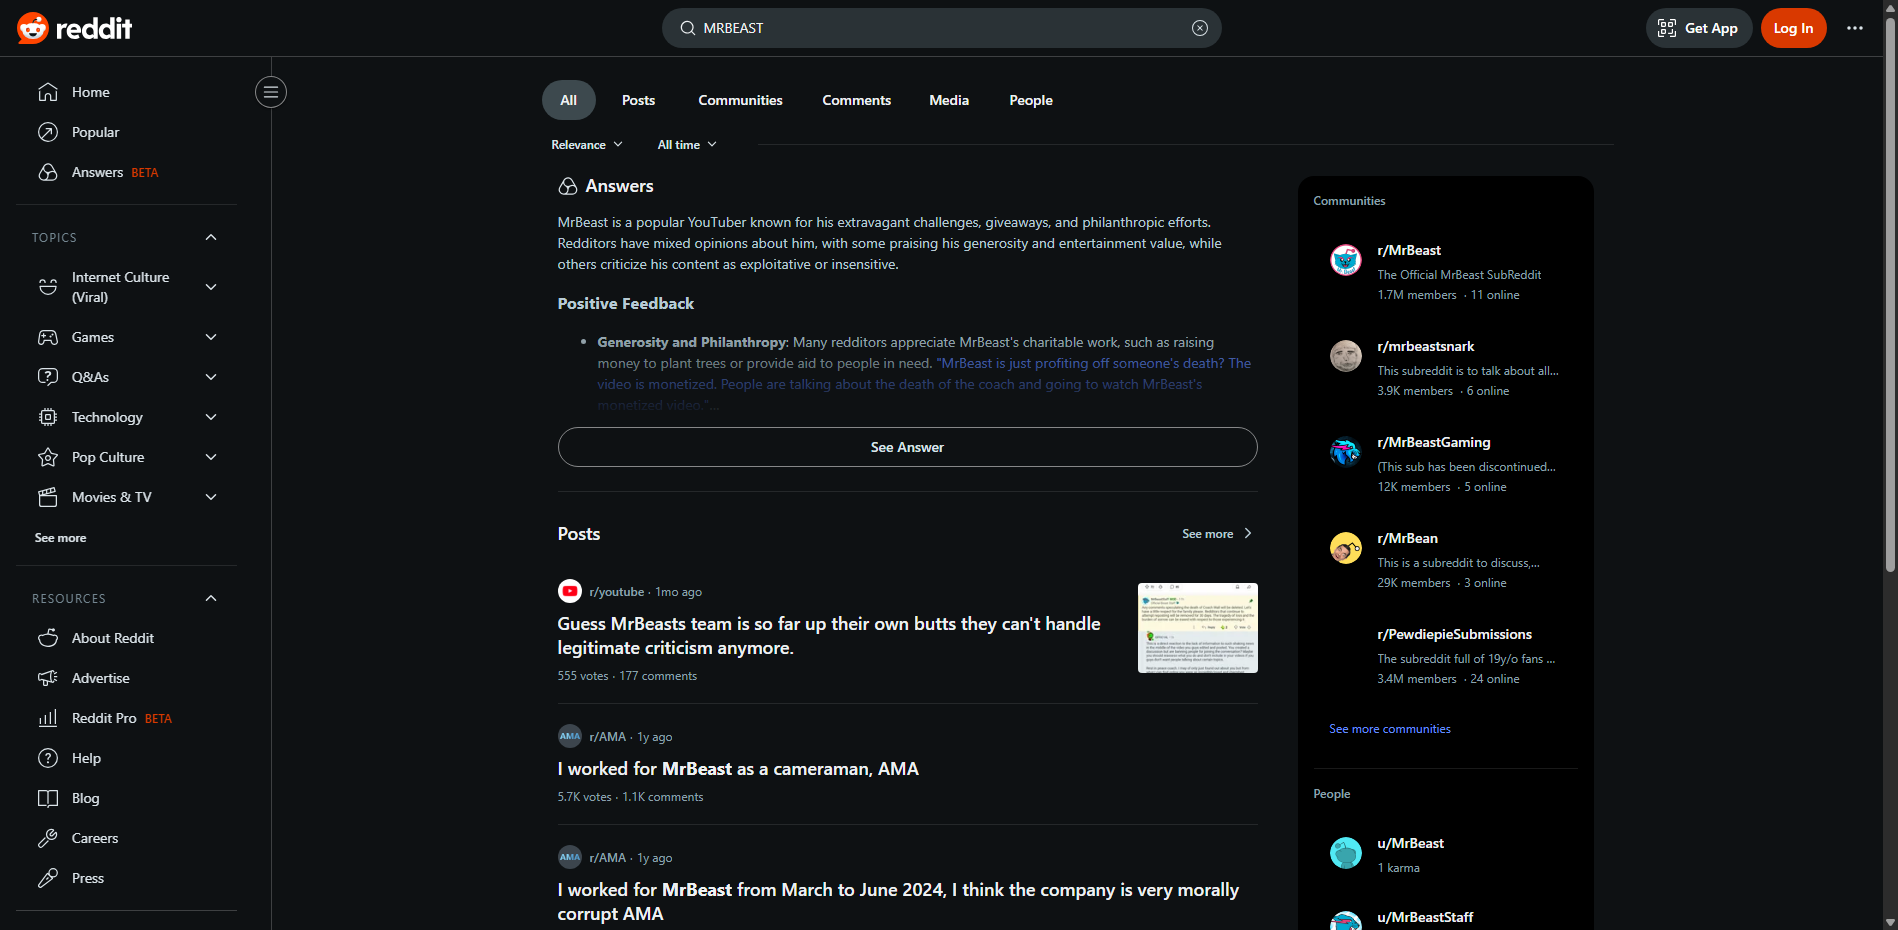 reddit
MRBEAST
Get App
Log In
Home
Popular
Answers BETA
TOPICS
Internet Culture
(Viral)
Games
Q&As
Technology
Pop Culture
Movies & TV
See more
RESOURCES
About Reddit
Advertise
Reddit Pro BETA
Help
Blog
Careers
Press
All Posts Communities Comments Media People
Relevance All time
Answers
MrBeast is a popular YouTuber known for his extravagant challenges, giveaways, and philanthropic efforts.
Redditors have mixed opinions about him, with some praising his generosity and entertainment value, while
others criticize his content as exploitative or insensitive.
Positive Feedback
• Generosity and Philanthropy: Many redditors appreciate MrBeast's charitable work, such as raising
money to plant trees or provide aid to people in need. "MrBeast is just profiting off someone's death? The
video is monetized. People are talking about the death of the coach and going to watch MrBeast's
monetized video."...
See Answer
Posts
See more
r/youtube · 1mo ago
Guess MrBeasts team is so far up their own butts they can't handle
legitimate criticism anymore.
555 votes · 177 comments
AMA r/AMA · 1y ago
I worked for MrBeast as a cameraman, AMA
5.7K votes · 1.1K comments
AMA r/AMA · 1y ago
I worked for MrBeast from March to June 2024, I think the company is very morally
corrupt AMA
Communities
r/MrBeast
The Official MrBeast SubReddit
1.7M members · 11 online
r/mrbeastsnark
This subreddit is to talk about all...
3.9K members · 6 online
r/MrBeastGaming
(This sub has been discontinued...
12K members · 5 online
r/MrBean
This is a subreddit to discuss,...
29K members · 3 online
r/PewdiepieSubmissions
The subreddit full of 19y/o fans ...
3.4M members · 24 online
See more communities
People
u/MrBeast
1 karma
u/MrBeastStaff